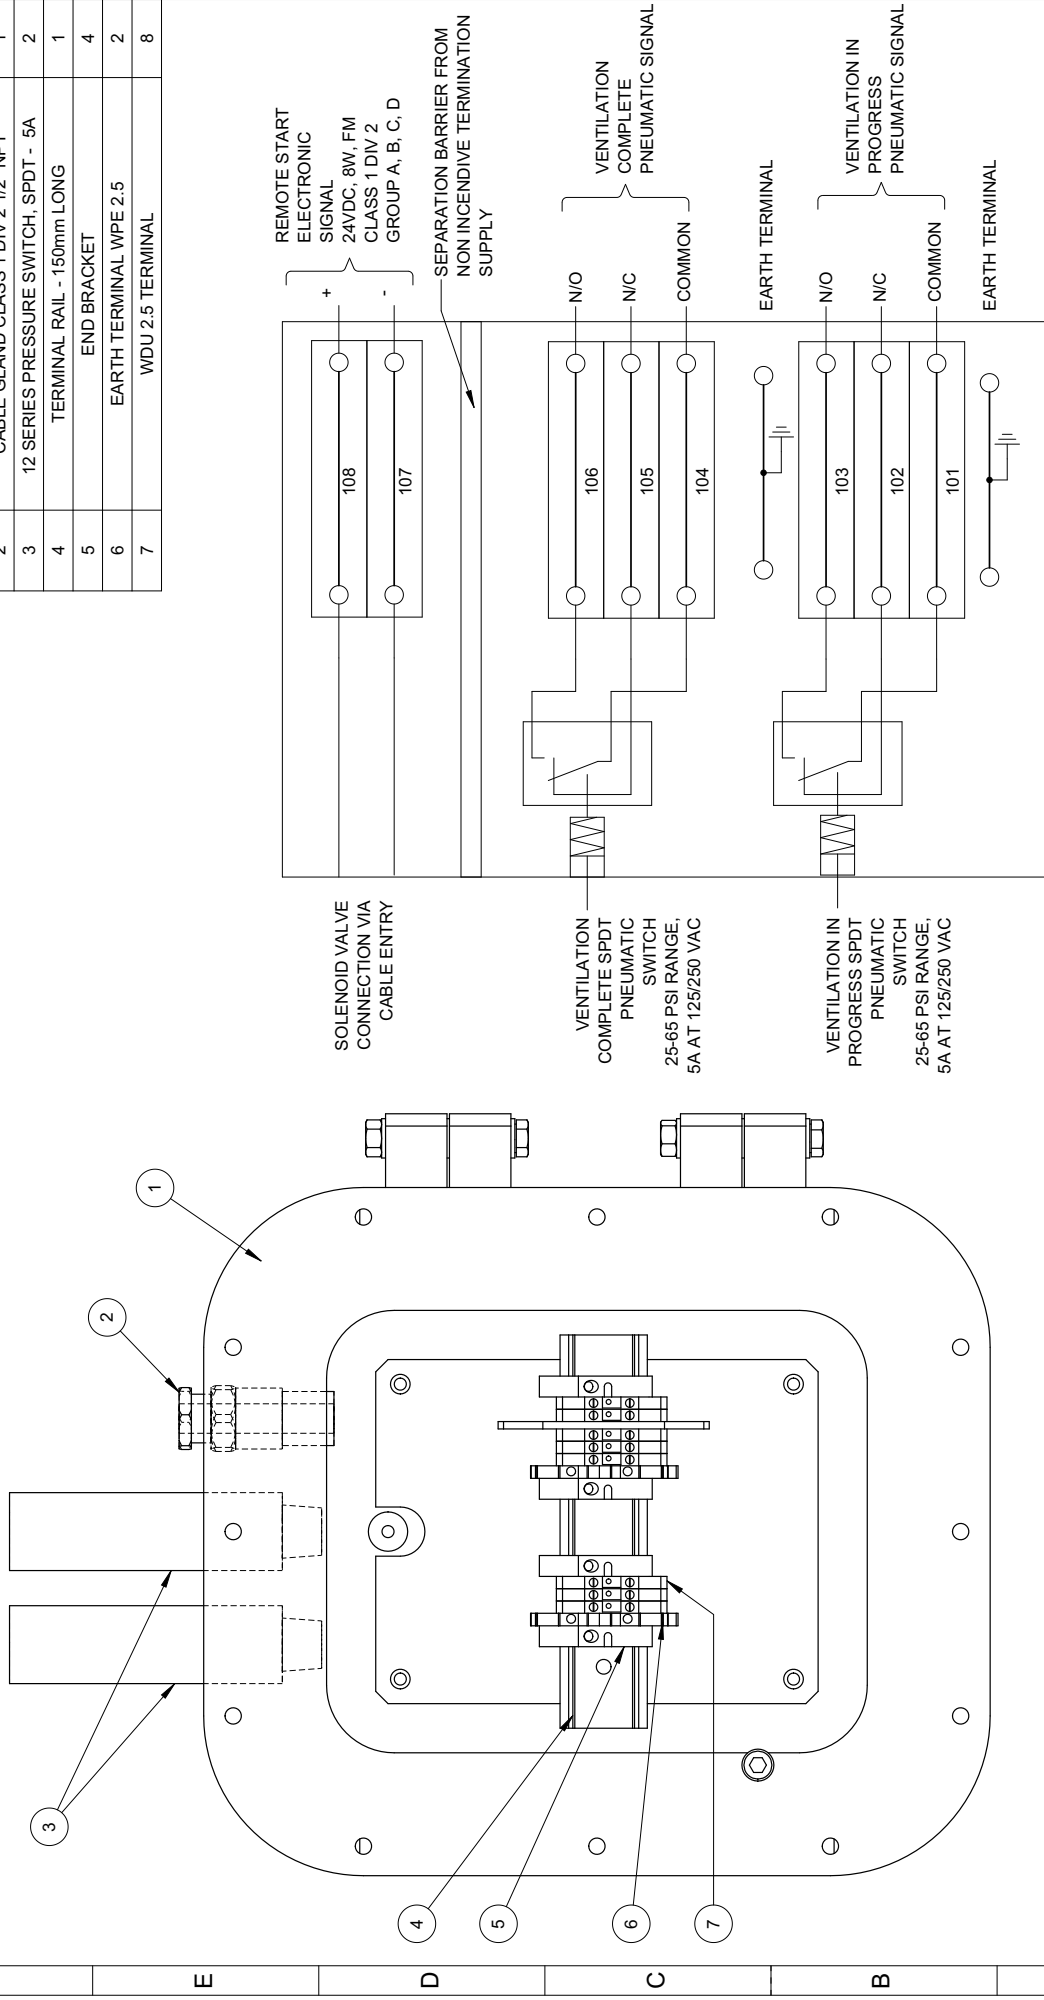 2 CABLE GLAND CLASS 1 DIV 2 1/2" NPT 1
3 12 SERIES PRESSURE SWITCH, SPDT - 5A 2
4 TERMINAL RAIL - 150mm LONG 1
5 END BRACKET 4
6 EARTH TERMINAL WPE 2.5 2
7 WDU 2.5 TERMINAL 8
REMOTE START
ELECTRONIC
SIGNAL
24VDC, 8W, FM
CLASS 1 DIV 2
GROUP A, B, C, D
+
-
108
107
SOLENOID VALVE
CONNECTION VIA
CABLE ENTRY
SEPARATION BARRIER FROM
NON INCENDIVE TERMINATION
SUPPLY
VENTILATION
COMPLETE
PNEUMATIC SIGNAL
N/O
N/C
COMMON
106
105
104
VENTILATION
COMPLETE SPDT
PNEUMATIC
SWITCH
25-65 PSI RANGE,
5A AT 125/250 VAC
EARTH TERMINAL
VENTILATION IN
PROGRESS
PNEUMATIC SIGNAL
N/O
N/C
COMMON
103
102
101
VENTILATION IN
PROGRESS SPDT
PNEUMATIC
SWITCH
25-65 PSI RANGE,
5A AT 125/250 VAC
EARTH TERMINAL
1
2
3
4
5
6
7
E
D
C
B